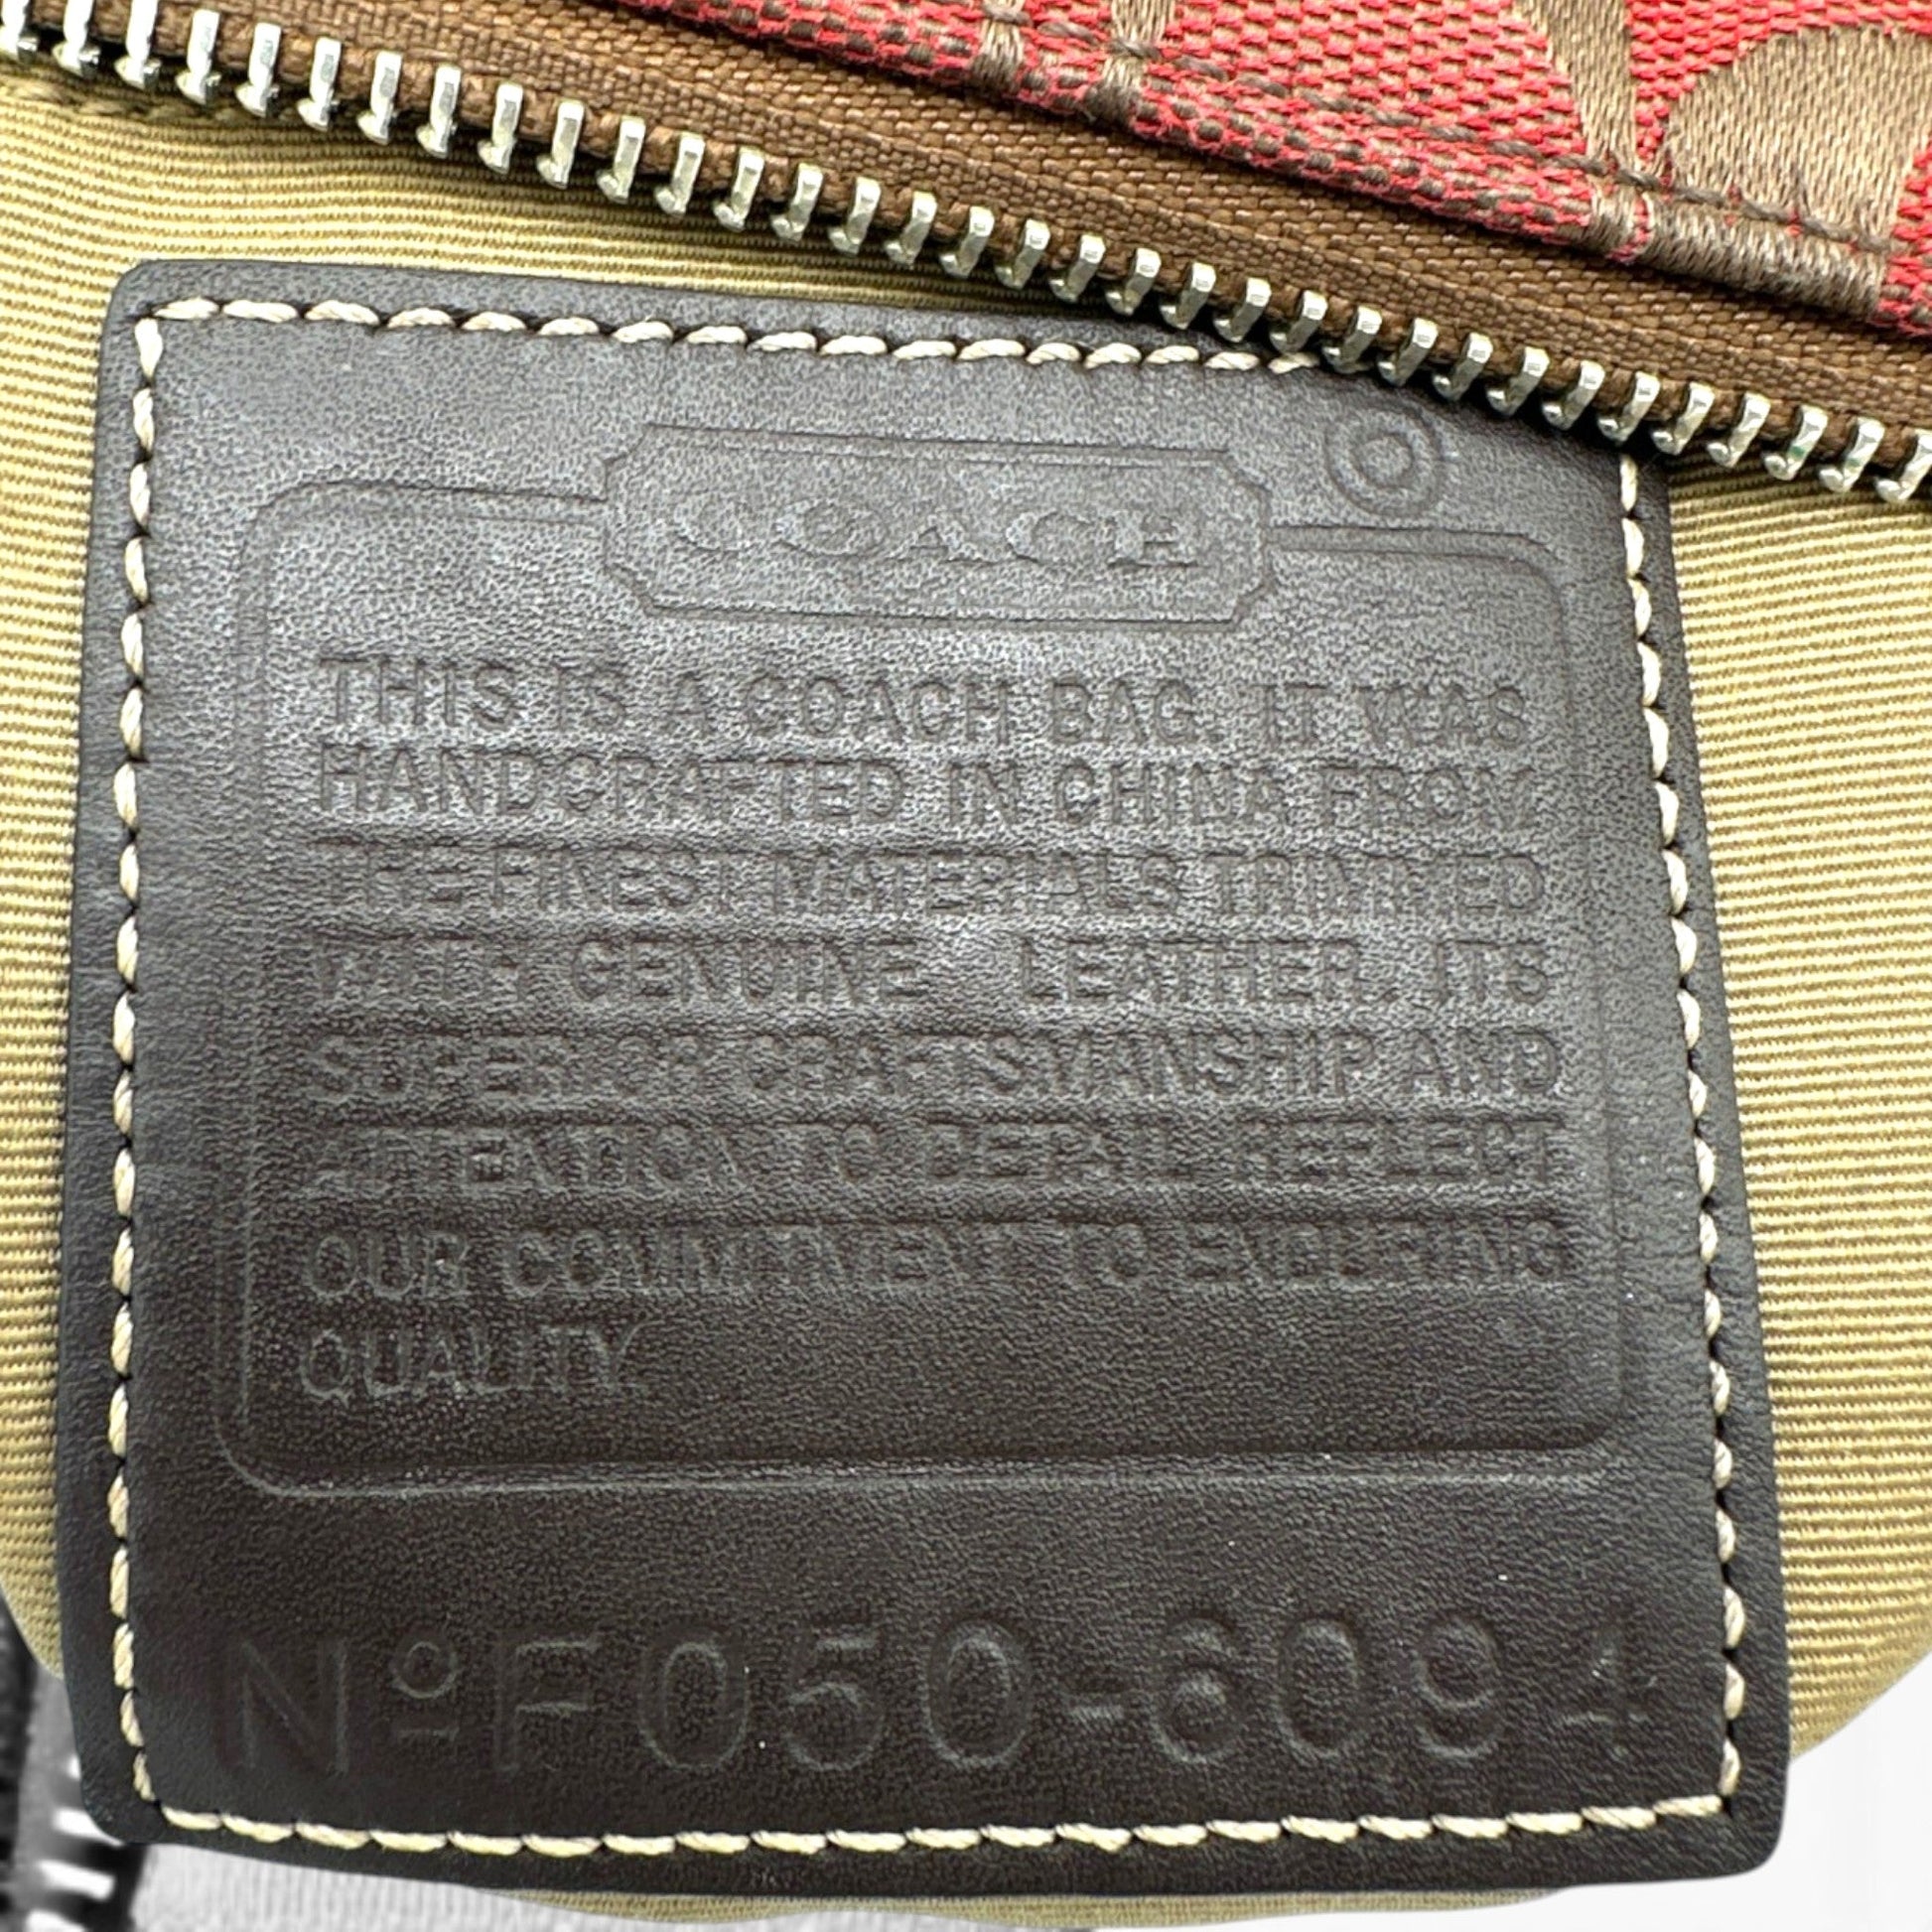 COACH
THIS IS A COACH BAG. IT WAS
HANDCRAFTED IN CHINA FROM
THE FINEST MATERIALS TRIMMED
WITH GENUINE LEATHER. ITS
SUPERIOR CRAFTSMANSHIP AND
ATTENTION TO DETAIL REFLECT
OUR COMMITMENT TO ENDURING
QUALITY.
Nº F050-6094